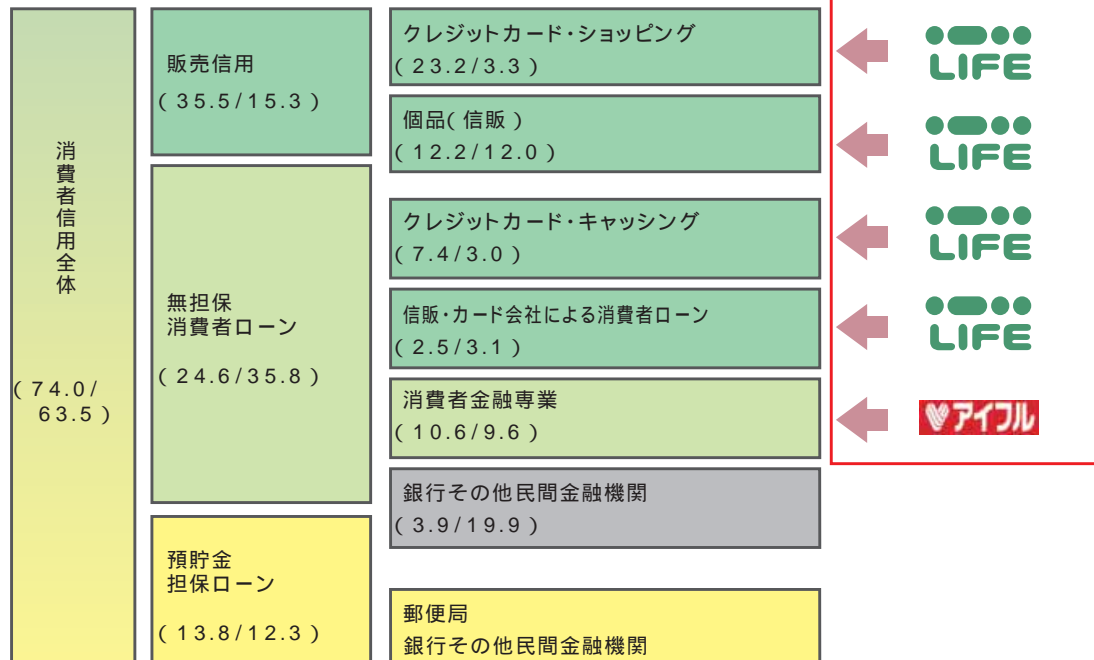 消費者信用全体
(74.0/
63.5)
販売信用
(35.5/15.3)
無担保
消費者ローン
(24.6/35.8)
預貯金
担保ローン
(13.8/12.3)
クレジットカード・ショッピング
(23.2/3.3)
個品(信販)
(12.2/12.0)
クレジットカード・キャッシング
(7.4/3.0)
信販・カード会社による消費者ローン
(2.5/3.1)
消費者金融専業
(10.6/9.6)
銀行その他民間金融機関
(3.9/19.9)
郵便局
銀行その他民間金融機関
LIFE
LIFE
LIFE
LIFE
アイフル